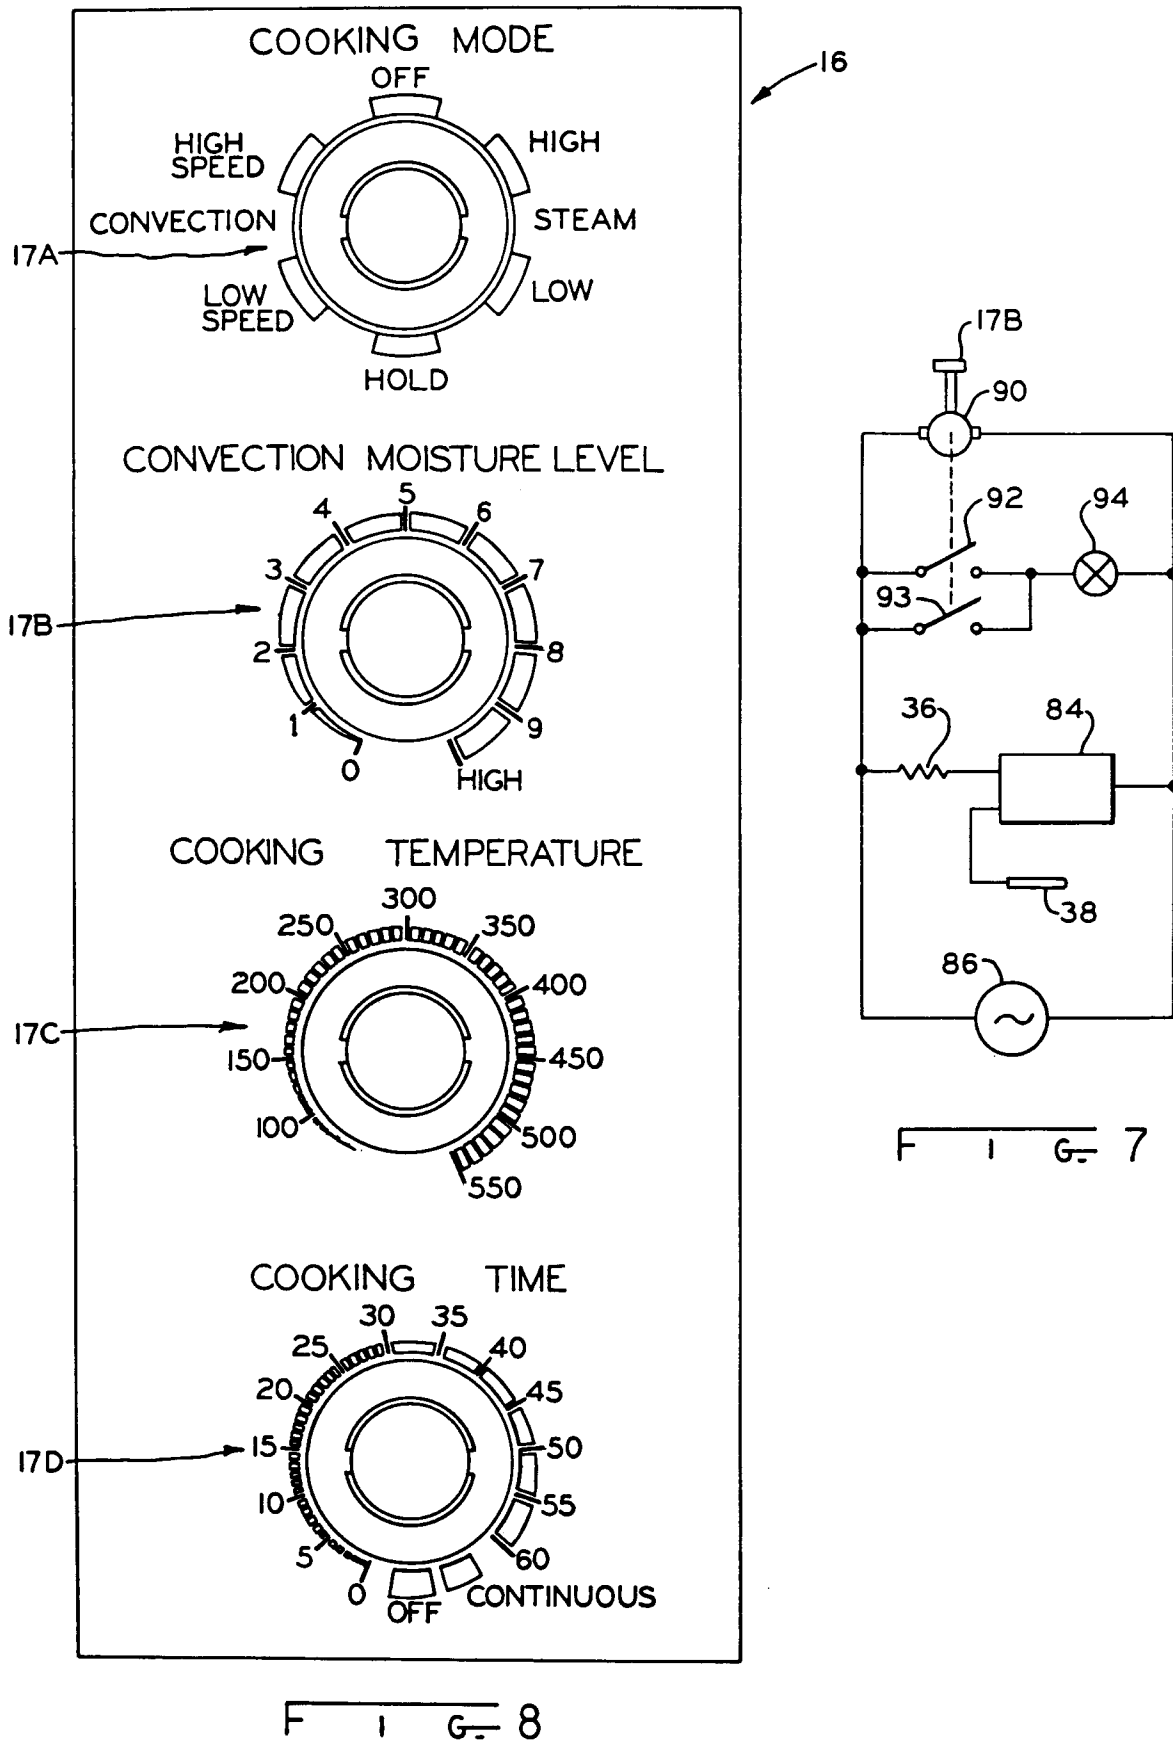 COOKING MODE
16
OFF
HIGH SPEED
HIGH
CONVECTION
STEAM
17A
LOW SPEED
LOW
HOLD
CONVECTION MOISTURE LEVEL
17B
0
1
2
3
4
5
6
7
8
9
HIGH
COOKING TEMPERATURE
17C
100
150
200
250
300
350
400
450
500
550
COOKING TIME
17D
0
5
10
15
20
25
30
35
40
45
50
55
60
CONTINUOUS
OFF
FIG. 8
17B
90
92
94
93
36
84
38
86
FIG. 7